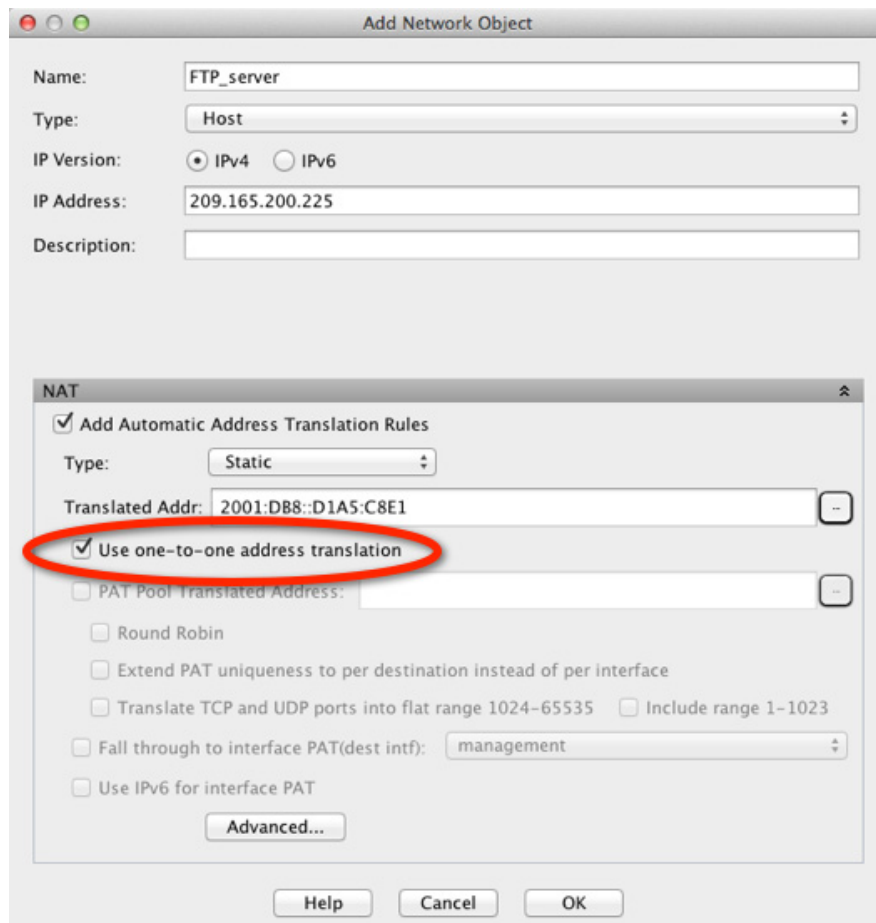 Add Network Object
Name: FTP_server
Type: Host
IP Version: IPv4 IPv6
IP Address: 209.165.200.225
Description:
NAT
Add Automatic Address Translation Rules
Type: Static
Translated Addr: 2001:DB8::D1A5:C8E1 ...
Use one-to-one address translation
PAT Pool Translated Address: ...
Round Robin
Extend PAT uniqueness to per destination instead of per interface
Translate TCP and UDP ports into flat range 1024-65535 Include range 1-1023
Fall through to interface PAT(dest intf): management
Use IPv6 for interface PAT
Advanced...
Help Cancel OK